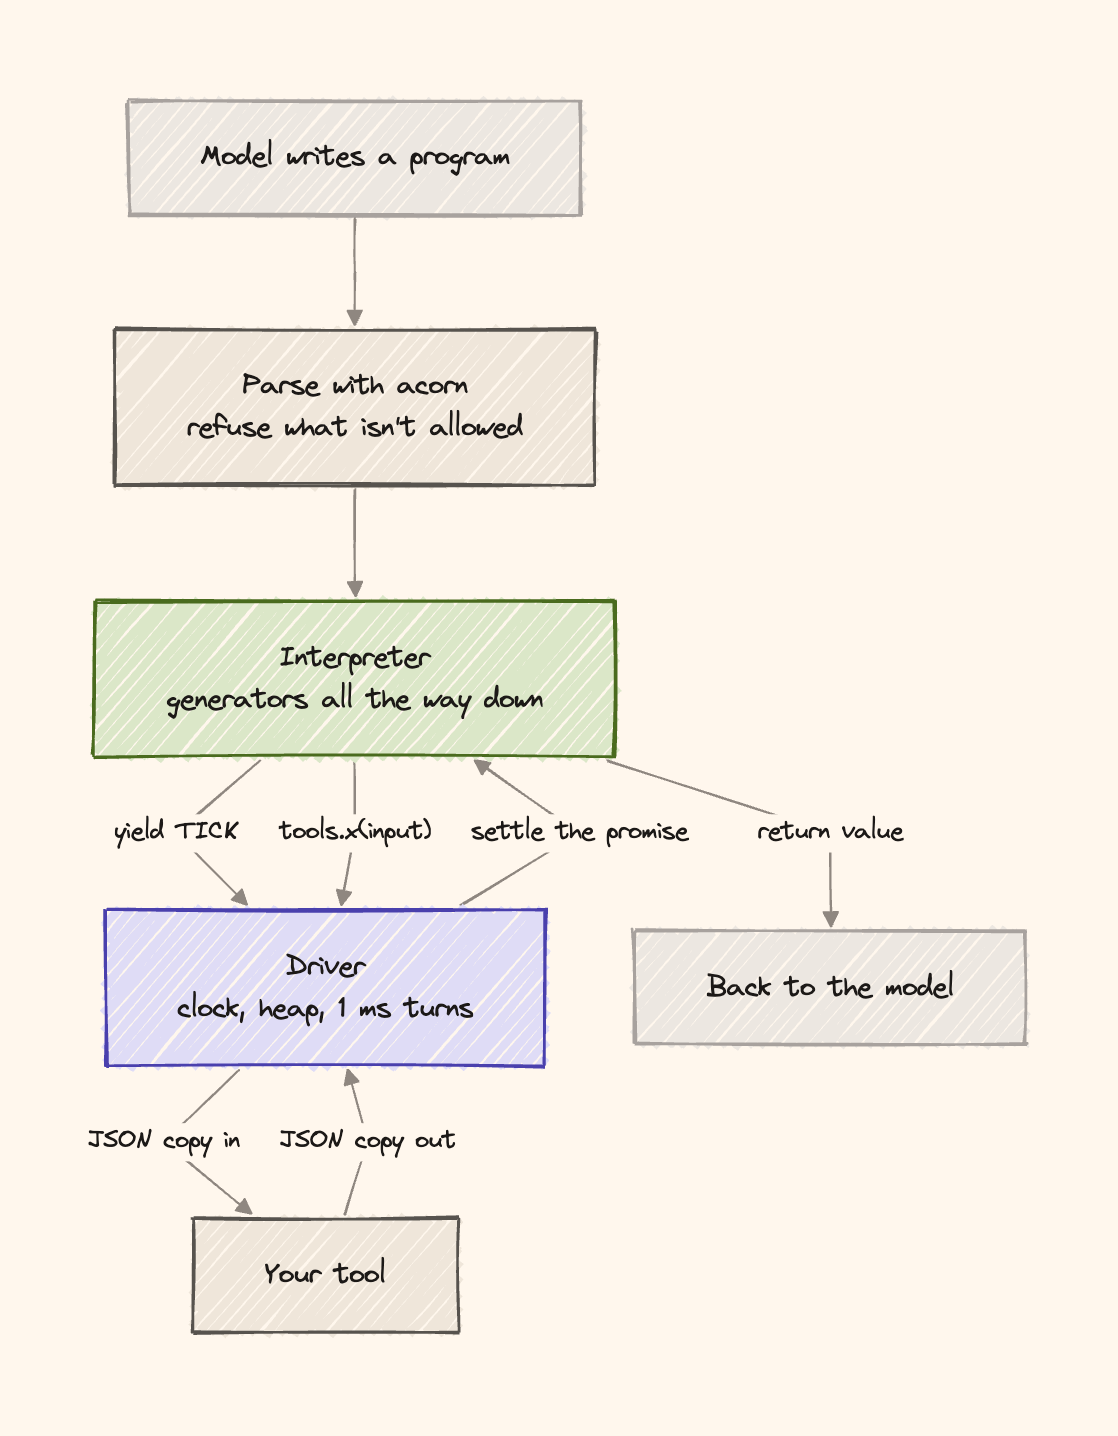 Model writes a program
Parse with acorn
refuse what isn't allowed
Interpreter
generators all the way down
yield TICK
tools.x(input)
settle the promise
return value
Driver
clock, heap, 1 ms turns
Back to the model
JSON copy in
JSON copy out
Your tool